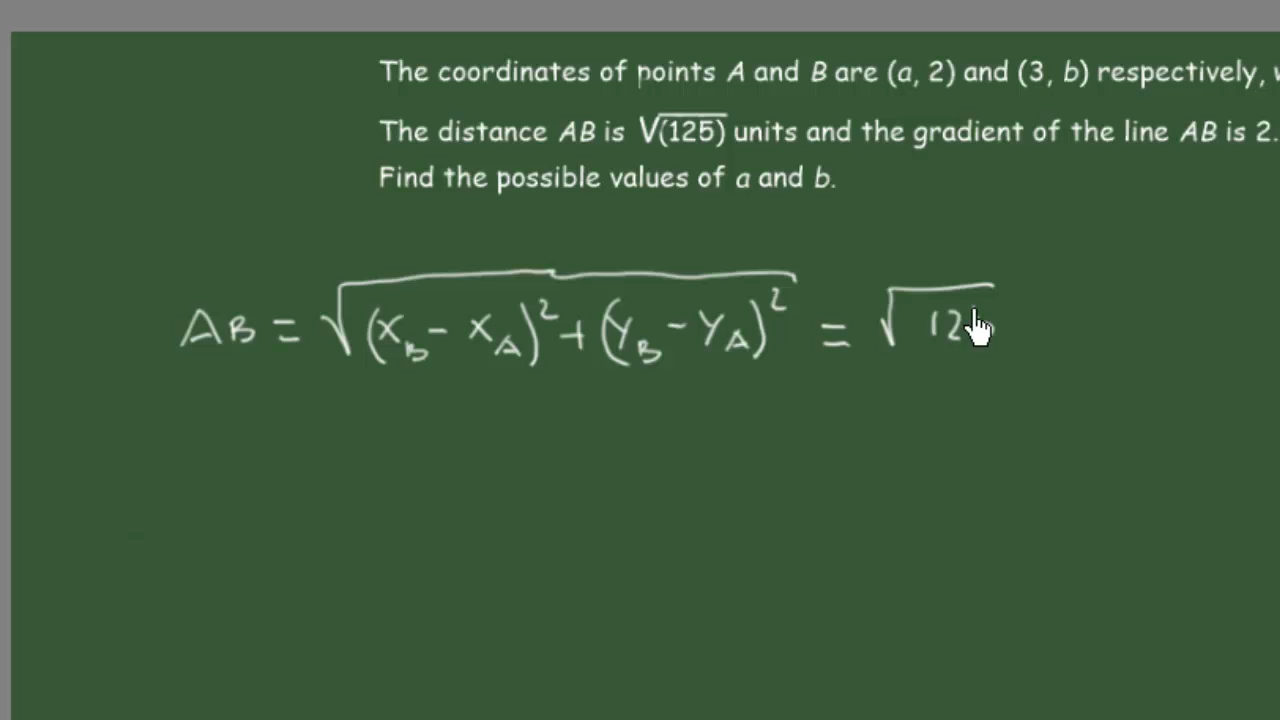 The coordinates of points A and B are (a, 2) and (3, b) respectively,
The distance AB is √(125) units and the gradient of the line AB is 2.
Find the possible values of a and b.
AB = √((X_B - X_A)² + (Y_B - Y_A)²) = √12